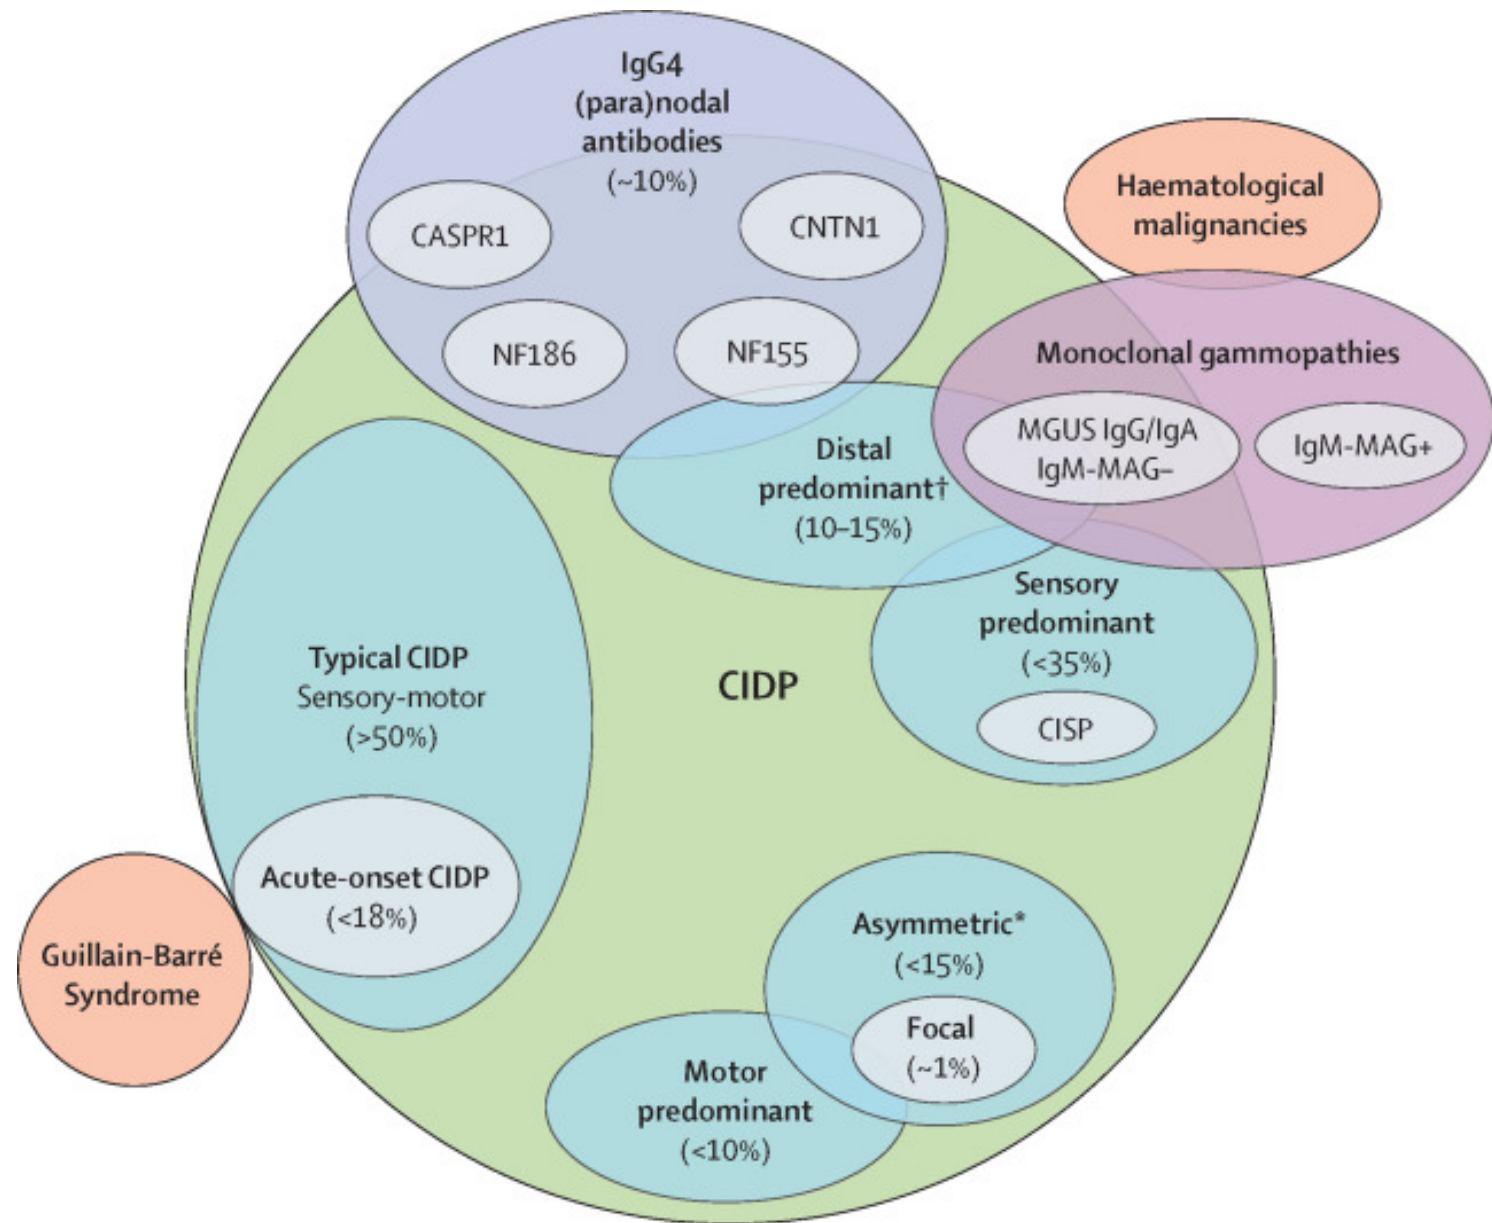 IgG4
(para)nodal
antibodies
(~10%)
CASPR1
CNTN1
NF186
NF155
Haematological
malignancies
Monoclonal gammopathies
MGUS IgG/IgA
IgM-MAG–
IgM-MAG+
Distal
predominant†
(10–15%)
Sensory
predominant
(<35%)
CISP
Typical CIDP
Sensory-motor
(>50%)
CIDP
Acute-onset CIDP
(<18%)
Guillain-Barré
Syndrome
Asymmetric*
(<15%)
Focal
(~1%)
Motor
predominant
(<10%)